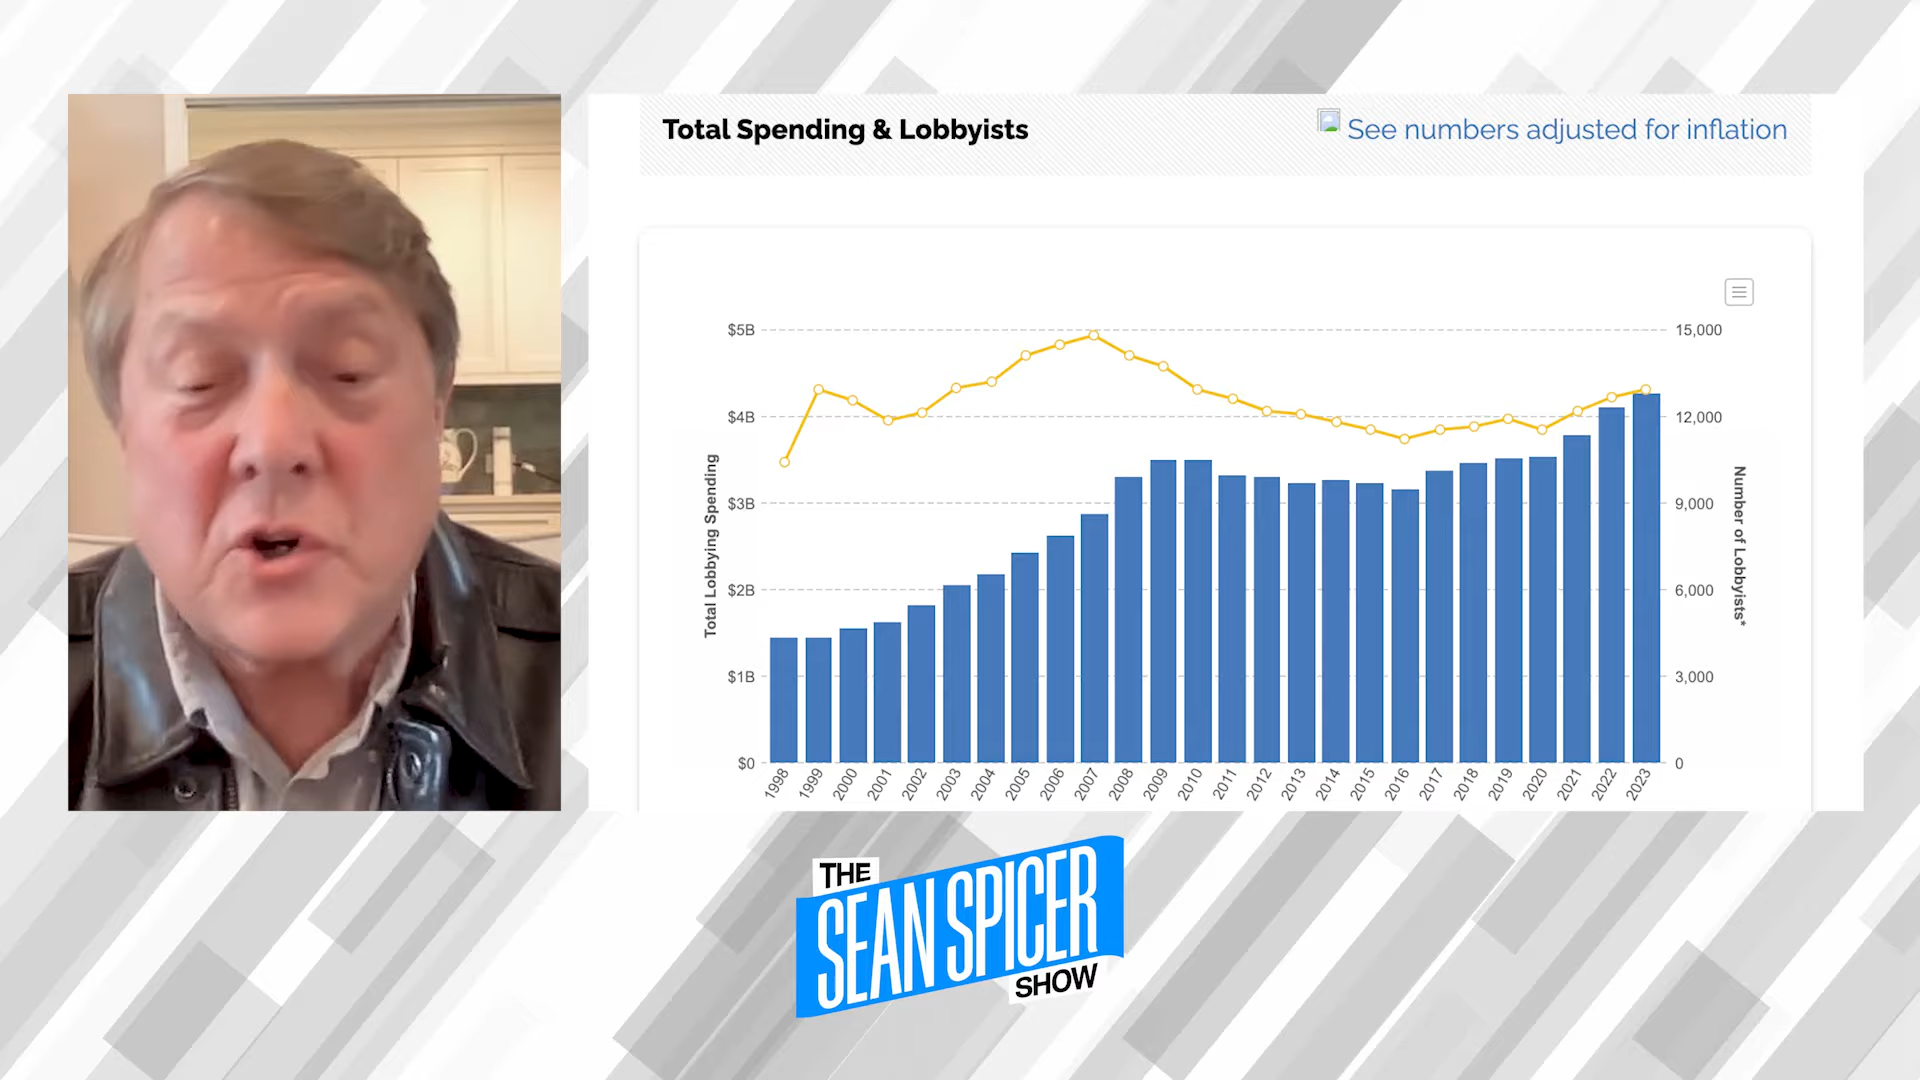 Total Spending & Lobbyists
See numbers adjusted for inflation
$5B
$4B
$3B
$2B
$1B
$0
Total Lobbying Spending
15,000
12,000
9,000
6,000
3,000
0
Number of Lobbyists*
1998
1999
2000
2001
2002
2003
2004
2005
2006
2007
2008
2009
2010
2011
2012
2013
2014
2015
2016
2017
2018
2019
2020
2021
2022
2023
THE
SEAN SPICER
SHOW